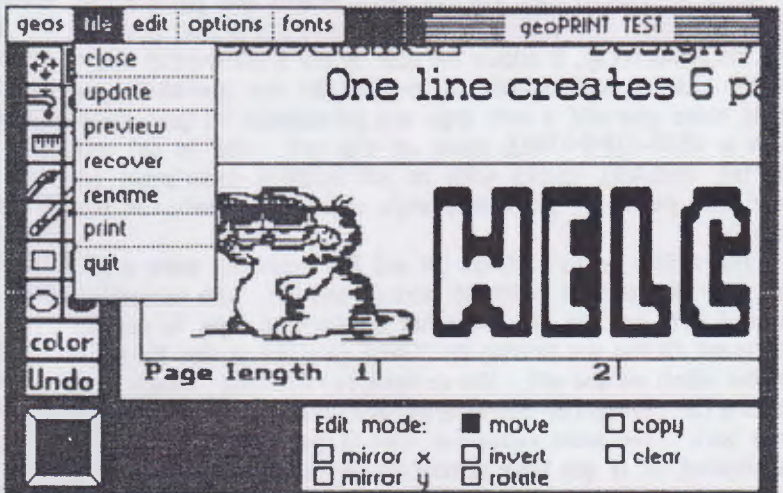 geos file edit options fonts geoPRINT TEST
close
update
preview
recover
rename
print
quit
One line creates 6 pa
WELC
color
Undo
Page length 1 2
Edit mode: move copy
mirror x invert clear
mirror y rotate